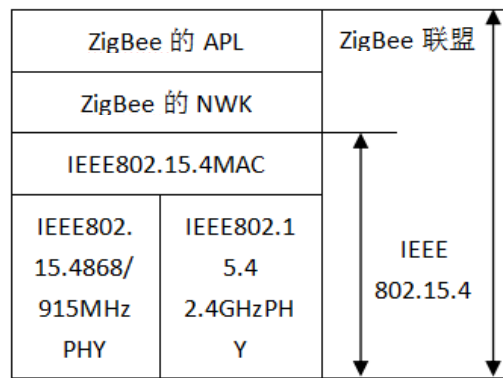 ZigBee 的 APL
ZigBee 联盟
ZigBee 的 NWK
IEEE802.15.4MAC
IEEE802.
15.4868/
915MHz
PHY
IEEE802.1
5.4
2.4GHzPH
Y
IEEE
802.15.4